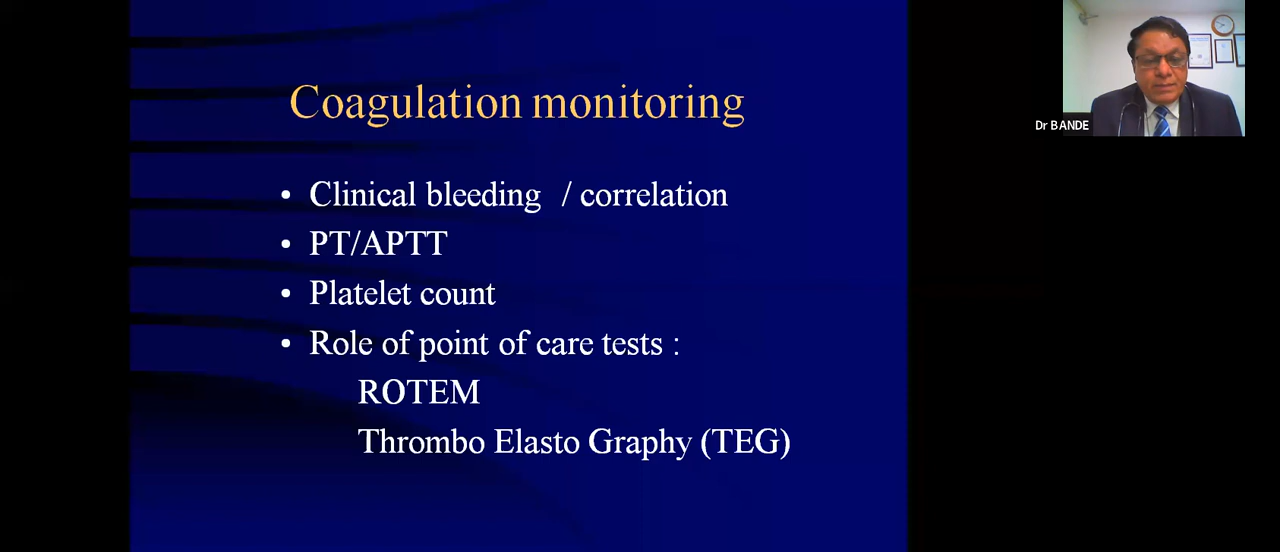 Coagulation monitoring
• Clinical bleeding / correlation
• PT/APTT
• Platelet count
• Role of point of care tests :
ROTEM
Thrombo Elasto Graphy (TEG)
Dr BANDE